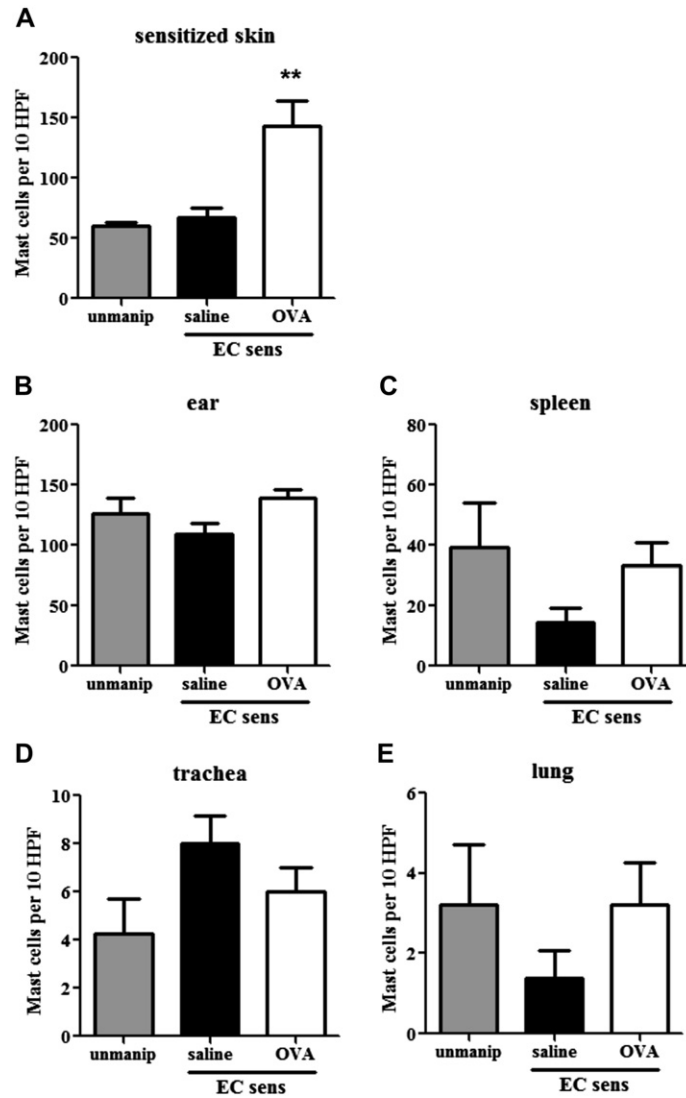 A
sensitized skin
200
150
100
50
0
Mast cells per 10 HPF
**
unmanip saline OVA
EC sens
B
ear
200
150
100
50
0
Mast cells per 10 HPF
unmanip saline OVA
EC sens
C
spleen
80
60
40
20
0
Mast cells per 10 HPF
unmanip saline OVA
EC sens
D
trachea
10
8
6
4
2
0
Mast cells per 10 HPF
unmanip saline OVA
EC sens
E
lung
6
4
2
0
Mast cells per 10 HPF
unmanip saline OVA
EC sens